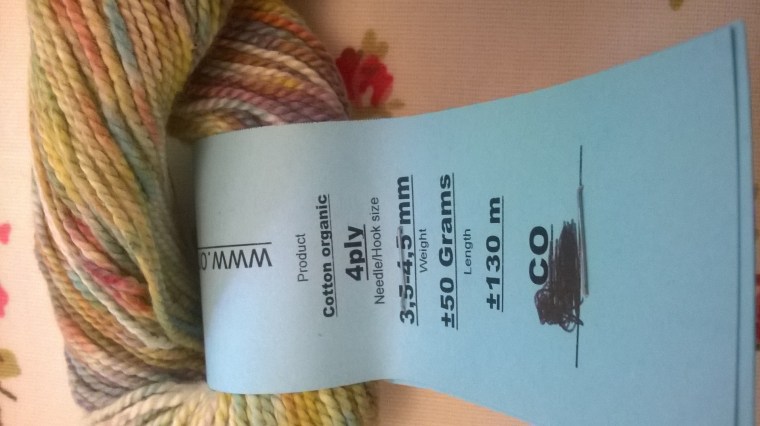 www.
Product
Cotton organic
4ply
Needle/Hook size
3,5-4,5 mm
Weight
±50 Grams
Length
±130 m
CO